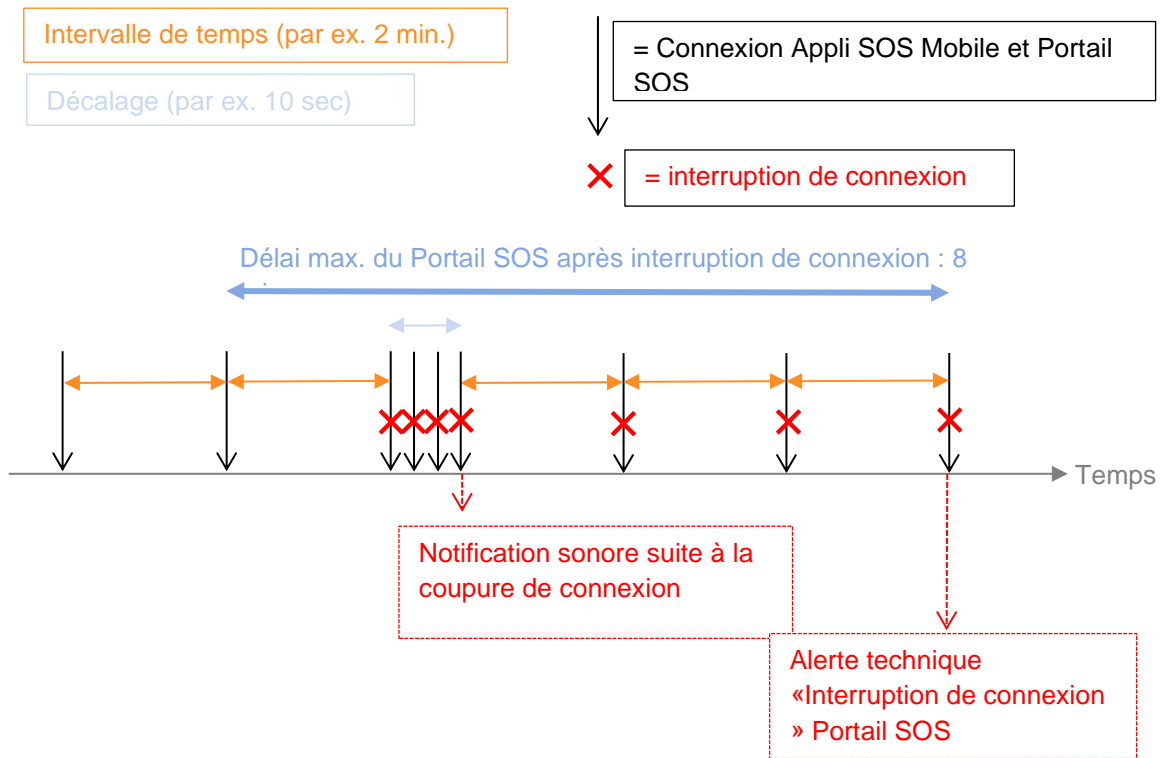 Intervalle de temps (par ex. 2 min.)
= Connexion Appli SOS Mobile et Portail
SOS
Décalage (par ex. 10 sec)
= interruption de connexion
Délai max. du Portail SOS après interruption de connexion : 8
Temps
Notification sonore suite à la
coupure de connexion
Alerte technique
«Interruption de connexion
» Portail SOS